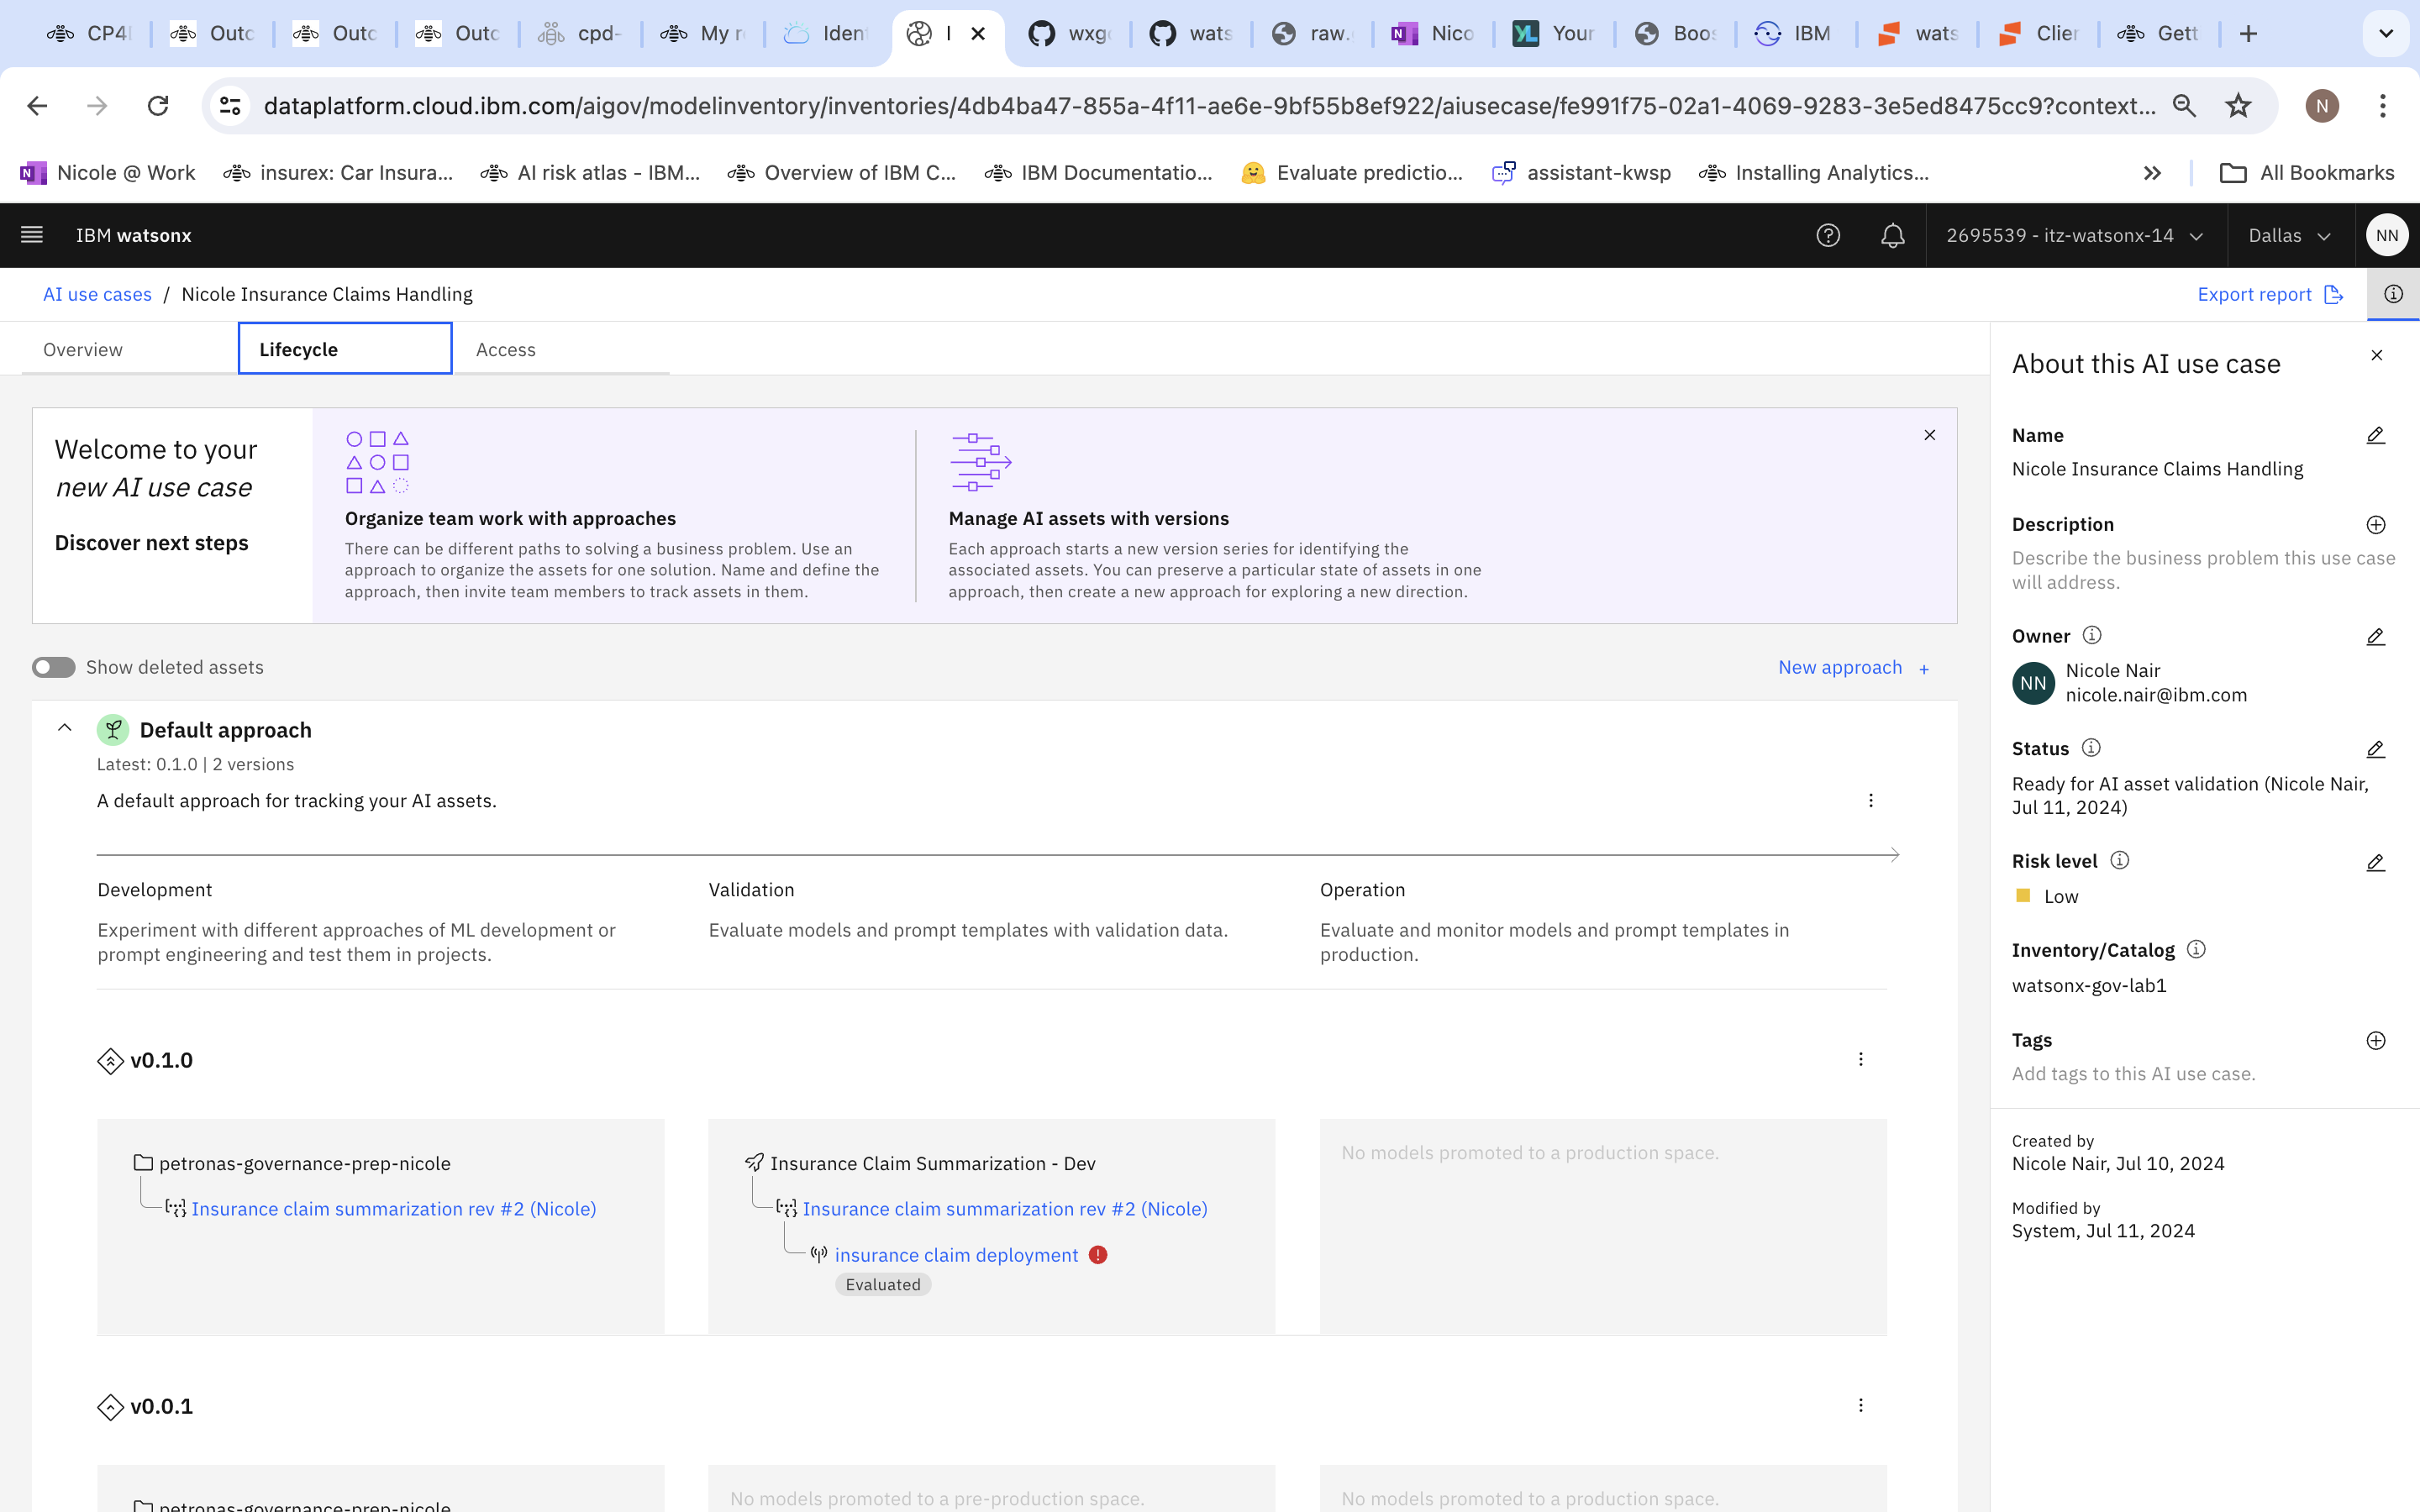 CP4I
Outc
Outc
Outc
cpd-
My r
Iden
I
wxg
wats
raw.
Nico
Your
Boos
IBM
wats
Clier
Gett
dataplatform.cloud.ibm.com/aigov/modelinventory/inventories/4db4ba47-855a-4f11-ae6e-9bf55b8ef922/aiusecase/fe991f75-02a1-4069-9283-3e5ed8475cc9?context...
N
Nicole @ Work
insurex: Car Insura...
AI risk atlas - IBM...
Overview of IBM C...
IBM Documentatio...
Evaluate predictio...
assistant-kwsp
Installing Analytics...
All Bookmarks
IBM watsonx
2695539 - itz-watsonx-14
Dallas
NN
AI use cases / Nicole Insurance Claims Handling
Export report
Overview
Lifecycle
Access
Welcome to your
new AI use case
Discover next steps
Organize team work with approaches
There can be different paths to solving a business problem. Use an
approach to organize the assets for one solution. Name and define the
approach, then invite team members to track assets in them.
Manage AI assets with versions
Each approach starts a new version series for identifying the
associated assets. You can preserve a particular state of assets in one
approach, then create a new approach for exploring a new direction.
Show deleted assets
New approach +
Default approach
Latest: 0.1.0 | 2 versions
A default approach for tracking your AI assets.
Development
Experiment with different approaches of ML development or
prompt engineering and test them in projects.
Validation
Evaluate models and prompt templates with validation data.
Operation
Evaluate and monitor models and prompt templates in
production.
v0.1.0
petronas-governance-prep-nicole
Insurance claim summarization rev #2 (Nicole)
Insurance Claim Summarization - Dev
Insurance claim summarization rev #2 (Nicole)
insurance claim deployment
Evaluated
No models promoted to a production space.
v0.0.1
petronas-governance-prep-nicole
No models promoted to a pre-production space.
No models promoted to a production space.
About this AI use case
Name
Nicole Insurance Claims Handling
Description
Describe the business problem this use case
will address.
Owner
NN
Nicole Nair
nicole.nair@ibm.com
Status
Ready for AI asset validation (Nicole Nair,
Jul 11, 2024)
Risk level
Low
Inventory/Catalog
watsonx-gov-lab1
Tags
Add tags to this AI use case.
Created by
Nicole Nair, Jul 10, 2024
Modified by
System, Jul 11, 2024